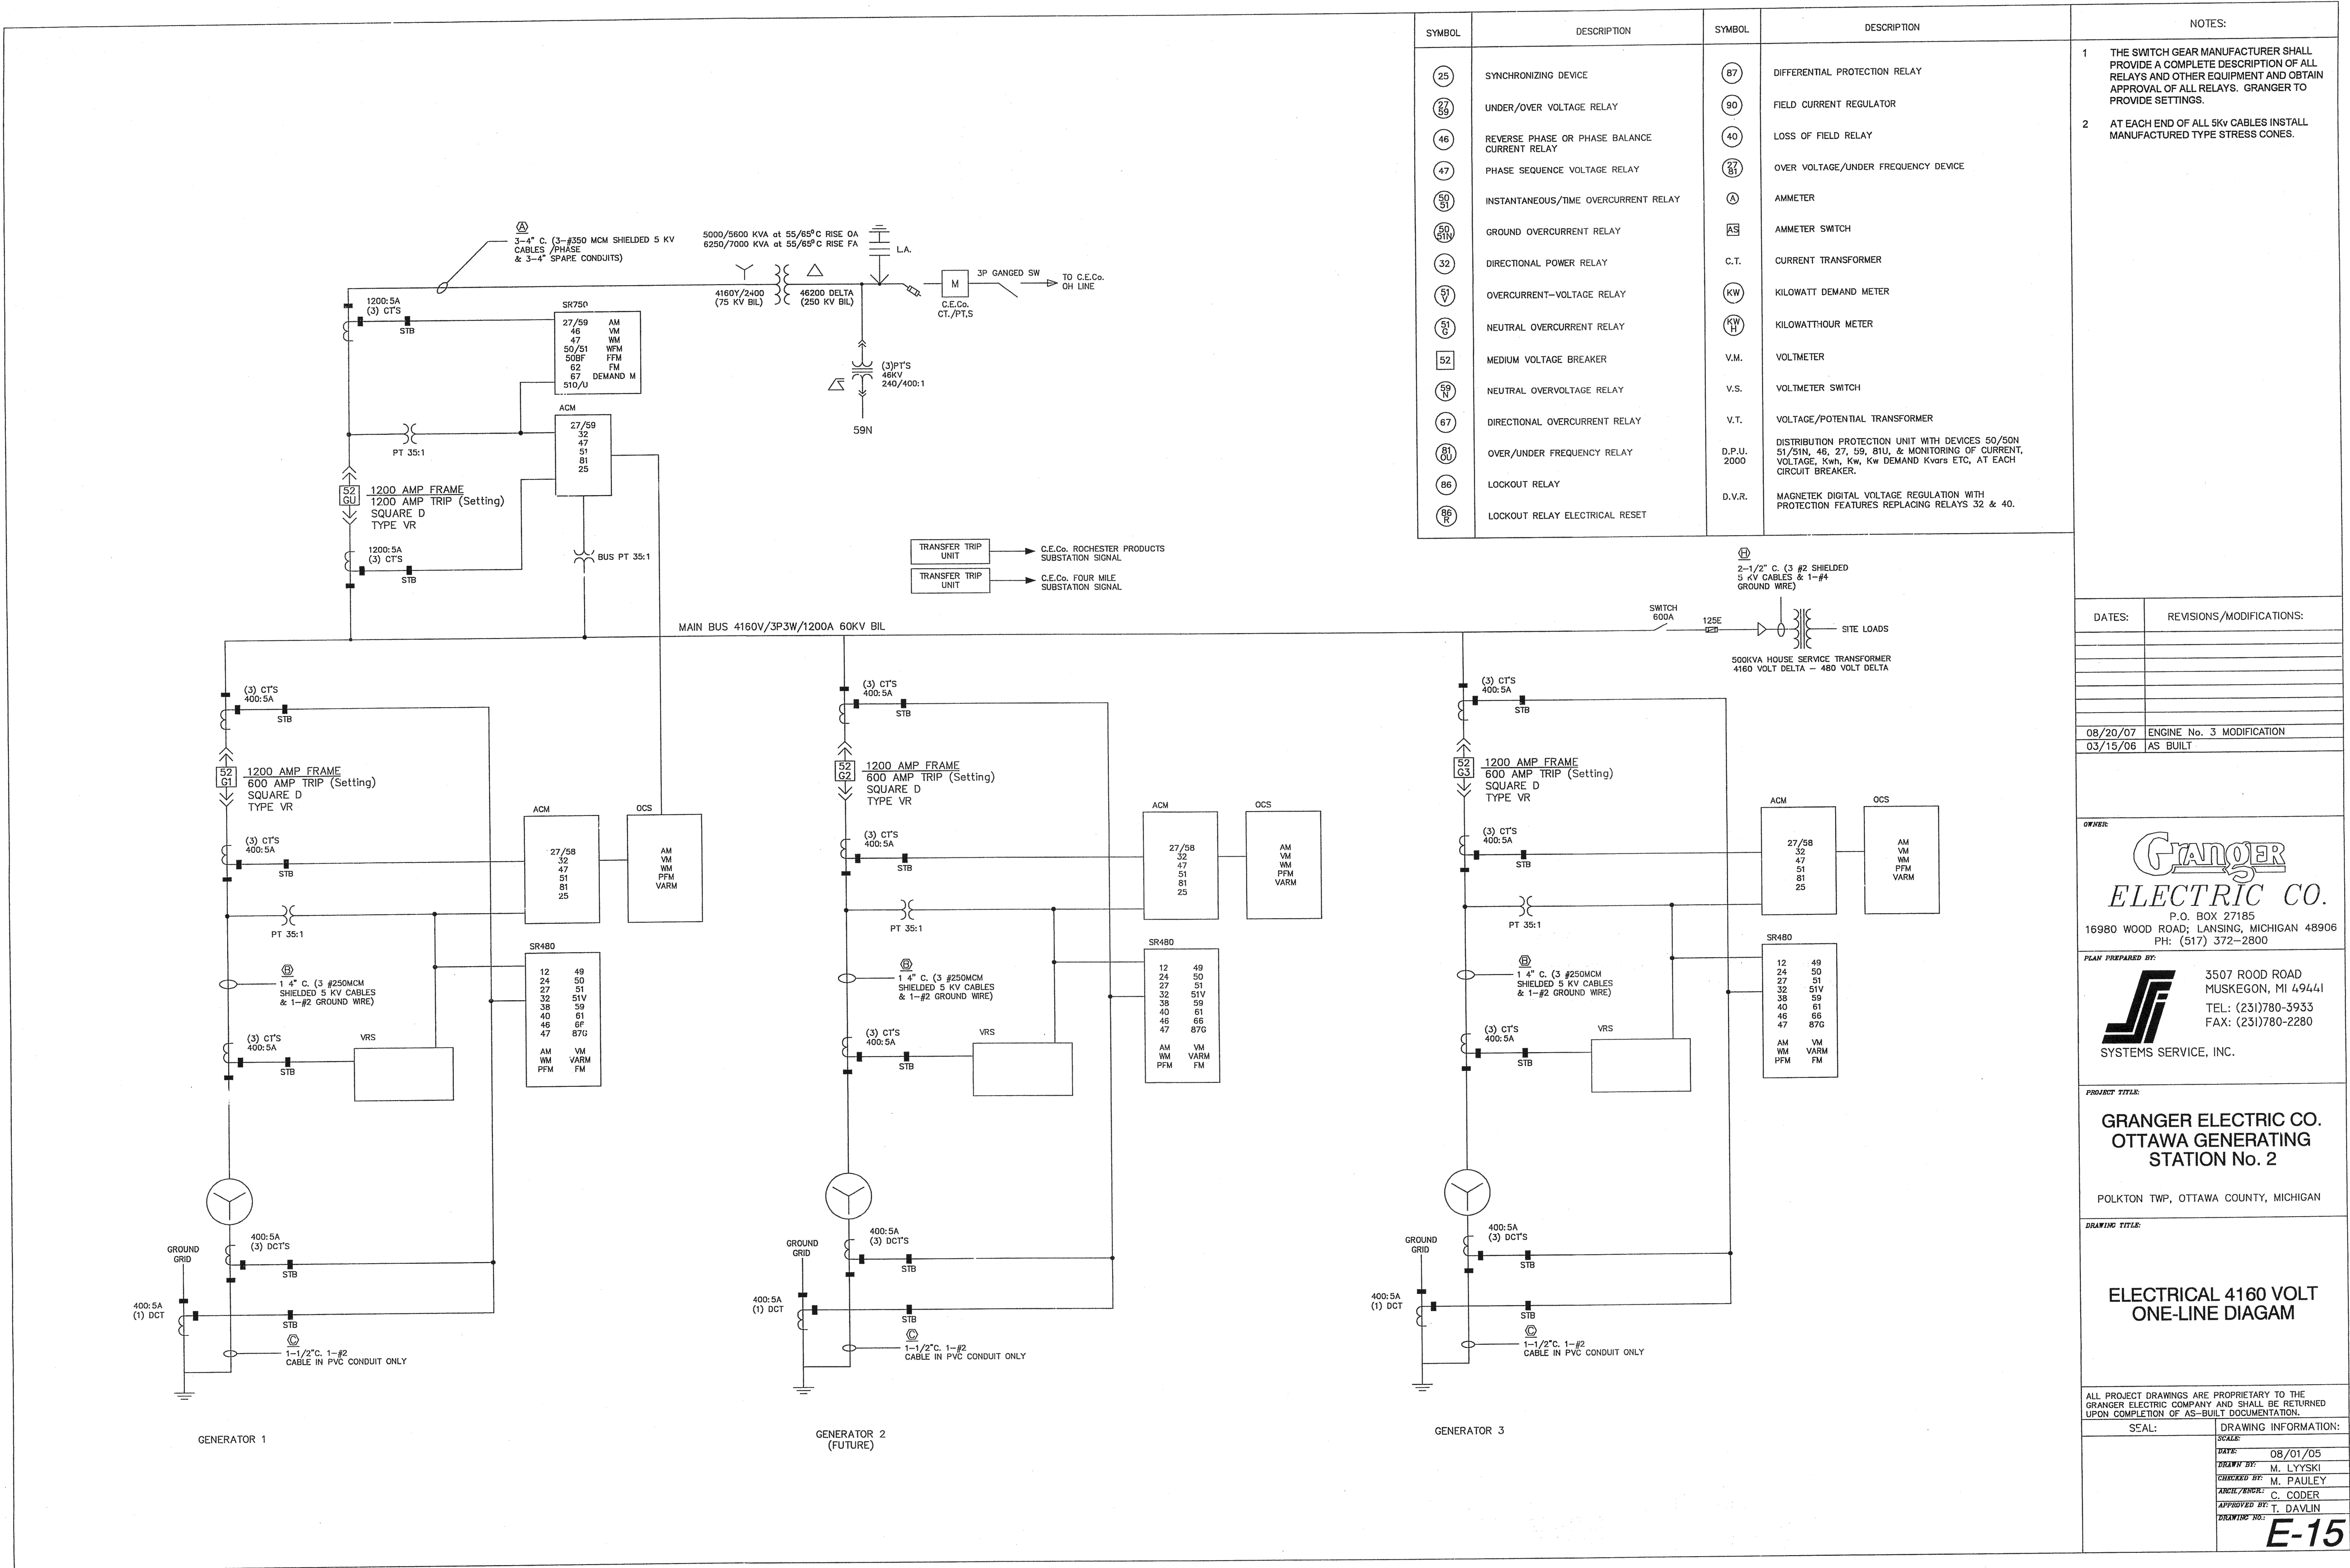 SYMBOL
DESCRIPTION
SYMBOL
DESCRIPTION
25
SYNCHRONIZING DEVICE
27
59
UNDER/OVER VOLTAGE RELAY
46
REVERSE PHASE OR PHASE BALANCE
CURRENT RELAY
47
PHASE SEQUENCE VOLTAGE RELAY
50
51
INSTANTANEOUS/TIME OVERCURRENT RELAY
50
51N
GROUND OVERCURRENT RELAY
32
DIRECTIONAL POWER RELAY
51
V
OVERCURRENT-VOLTAGE RELAY
51
G
NEUTRAL OVERCURRENT RELAY
52
MEDIUM VOLTAGE BREAKER
59
N
NEUTRAL OVERVOLTAGE RELAY
67
DIRECTIONAL OVERCURRENT RELAY
81
OU
OVER/UNDER FREQUENCY RELAY
86
LOCKOUT RELAY
86
R
LOCKOUT RELAY ELECTRICAL RESET
87
DIFFERENTIAL PROTECTION RELAY
90
FIELD CURRENT REGULATOR
40
LOSS OF FIELD RELAY
27
81
OVER VOLTAGE/UNDER FREQUENCY DEVICE
A
AMMETER
AS
AMMETER SWITCH
C.T.
CURRENT TRANSFORMER
KW
KILOWATT DEMAND METER
KW
H
KILOWATTHOUR METER
V.M.
VOLTMETER
V.S.
VOLTMETER SWITCH
V.T.
VOLTAGE/POTENTIAL TRANSFORMER
D.P.U.
2000
DISTRIBUTION PROTECTION UNIT WITH DEVICES 50/50N
51/51N, 46, 27, 59, 81U, & MONITORING OF CURRENT,
VOLTAGE, Kwh, Kw, Kw DEMAND Kvars ETC, AT EACH
CIRCUIT BREAKER.
D.V.R.
MAGNETEK DIGITAL VOLTAGE REGULATION WITH
PROTECTION FEATURES REPLACING RELAYS 32 & 40.
NOTES:
1 THE SWITCH GEAR MANUFACTURER SHALL
PROVIDE A COMPLETE DESCRIPTION OF ALL
RELAYS AND OTHER EQUIPMENT AND OBTAIN
APPROVAL OF ALL RELAYS. GRANGER TO
PROVIDE SETTINGS.
2 AT EACH END OF ALL 5Kv CABLES INSTALL
MANUFACTURED TYPE STRESS CONES.
A
3-4" C. (3-#350 MCM SHIELDED 5 KV
CABLES /PHASE
& 3-4" SPARE CONDUITS)
5000/5600 KVA at 55/65°C RISE OA
6250/7000 KVA at 55/65°C RISE FA
L.A.
4160Y/2400
(75 KV BIL)
46200 DELTA
(250 KV BIL)
M
C.E.Co.
CT./PT,S
3P GANGED SW
TO C.E.Co.
OH LINE
(3)PT'S
46KV
240/400:1
59N
1200:5A
(3) CT'S
STB
SR750
27/59 AM
46 VM
47 WM
50/51 WFM
50BF FFM
62 FM
67 DEMAND M
510/U
ACM
27/59
32
47
51
81
25
PT 35:1
52
GU
1200 AMP FRAME
1200 AMP TRIP (Setting)
SQUARE D
TYPE VR
1200:5A
(3) CT'S
STB
BUS PT 35:1
TRANSFER TRIP
UNIT
C.E.Co. ROCHESTER PRODUCTS
SUBSTATION SIGNAL
TRANSFER TRIP
UNIT
C.E.Co. FOUR MILE
SUBSTATION SIGNAL
MAIN BUS 4160V/3P3W/1200A 60KV BIL
H
2-1/2" C. (3 #2 SHIELDED
5 KV CABLES & 1-#4
GROUND WIRE)
SWITCH
600A
125E
SITE LOADS
500KVA HOUSE SERVICE TRANSFORMER
4160 VOLT DELTA - 480 VOLT DELTA
(3) CT'S
400:5A
STB
52
G1
1200 AMP FRAME
600 AMP TRIP (Setting)
SQUARE D
TYPE VR
(3) CT'S
400:5A
STB
ACM
27/58
32
47
51
81
25
OCS
AM
VM
WM
PFM
VARM
PT 35:1
B
1 4" C. (3 #250MCM
SHIELDED 5 KV CABLES
& 1-#2 GROUND WIRE)
SR480
12 49
24 50
27 51
32 51V
38 59
40 61
46 6F
47 87G
AM VM
WM VARM
PFM FM
(3) CT'S
400:5A
STB
VRS
400:5A
(3) DCT'S
STB
GROUND
GRID
400:5A
(1) DCT
STB
C
1-1/2"C. 1-#2
CABLE IN PVC CONDUIT ONLY
GENERATOR 1
(3) CT'S
400:5A
STB
52
G2
1200 AMP FRAME
600 AMP TRIP (Setting)
SQUARE D
TYPE VR
(3) CT'S
400:5A
STB
ACM
27/58
32
47
51
81
25
OCS
AM
VM
WM
PFM
VARM
PT 35:1
B
1 4" C. (3 #250MCM
SHIELDED 5 KV CABLES
& 1-#2 GROUND WIRE)
SR480
12 49
24 50
27 51
32 51V
38 59
40 61
46 66
47 87G
AM VM
WM VARM
PFM FM
(3) CT'S
400:5A
STB
VRS
400:5A
(3) DCT'S
STB
GROUND
GRID
400:5A
(1) DCT
STB
C
1-1/2"C. 1-#2
CABLE IN PVC CONDUIT ONLY
GENERATOR 2
(FUTURE)
(3) CT'S
400:5A
STB
52
G3
1200 AMP FRAME
600 AMP TRIP (Setting)
SQUARE D
TYPE VR
(3) CT'S
400:5A
STB
ACM
27/58
32
47
51
81
25
OCS
AM
VM
WM
PFM
VARM
PT 35:1
B
1 4" C. (3 #250MCM
SHIELDED 5 KV CABLES
& 1-#2 GROUND WIRE)
SR480
12 49
24 50
27 51
32 51V
38 59
40 61
46 66
47 87G
AM VM
WM VARM
PFM FM
(3) CT'S
400:5A
STB
VRS
400:5A
(3) DCT'S
STB
GROUND
GRID
400:5A
(1) DCT
STB
C
1-1/2"C. 1-#2
CABLE IN PVC CONDUIT ONLY
GENERATOR 3
DATES: REVISIONS/MODIFICATIONS:
08/20/07 ENGINE No. 3 MODIFICATION
03/15/06 AS BUILT
OWNER:
GRANGER
ELECTRIC CO.
P.O. BOX 27185
16980 WOOD ROAD; LANSING, MICHIGAN 48906
PH: (517) 372-2800
PLAN PREPARED BY:
3507 ROOD ROAD
MUSKEGON, MI 49441
TEL: (231)780-3933
FAX: (231)780-2280
SYSTEMS SERVICE, INC.
PROJECT TITLE:
GRANGER ELECTRIC CO.
OTTAWA GENERATING
STATION No. 2
POLKTON TWP, OTTAWA COUNTY, MICHIGAN
DRAWING TITLE:
ELECTRICAL 4160 VOLT
ONE-LINE DIAGAM
ALL PROJECT DRAWINGS ARE PROPRIETARY TO THE
GRANGER ELECTRIC COMPANY AND SHALL BE RETURNED
UPON COMPLETION OF AS-BUILT DOCUMENTATION.
SEAL: DRAWING INFORMATION:
SCALE:
DATE: 08/01/05
DRAWN BY: M. LYYSKI
CHECKED BY: M. PAULEY
ARCH./ENGR.: C. CODER
APPROVED BY: T. DAVLIN
DRAWING NO.:
E-15